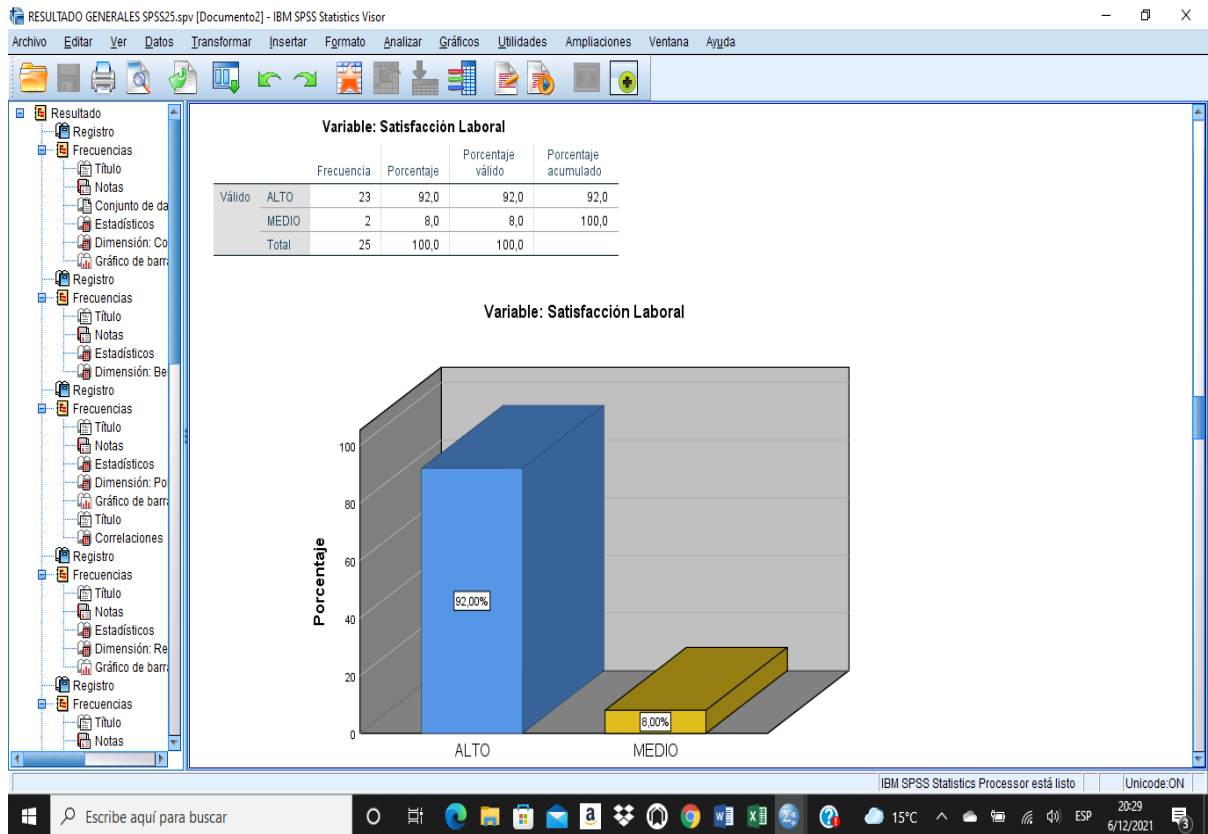 RESULTADO GENERALES SPSS25.spv [Documento2] - IBM SPSS Statistics Visor
Archivo Editar Ver Datos Transformar Insertar Formato Analizar Gráficos Utilidades Ampliaciones Ventana Ayuda
Resultado
Registro
Frecuencias
Título
Notas
Conjunto de da
Estadísticos
Dimensión: Co
Gráfico de barra
Registro
Frecuencias
Título
Notas
Estadísticos
Dimensión: Be
Registro
Frecuencias
Título
Notas
Estadísticos
Dimensión: Po
Gráfico de barra
Título
Correlaciones
Registro
Frecuencias
Título
Notas
Estadísticos
Dimensión: Re
Gráfico de barra
Registro
Frecuencias
Título
Notas
Variable: Satisfacción Laboral
Frecuencia Porcentaje Porcentaje válido Porcentaje acumulado
Válido ALTO 23 92,0 92,0 92,0
MEDIO 2 8,0 8,0 100,0
Total 25 100,0 100,0
Variable: Satisfacción Laboral
Porcentaje
100
80
60
40
20
0
92,00%
8,00%
ALTO MEDIO
IBM SPSS Statistics Processor está listo Unicode:ON
Escribe aquí para buscar
15°C ESP 20:29
6/12/2021
3